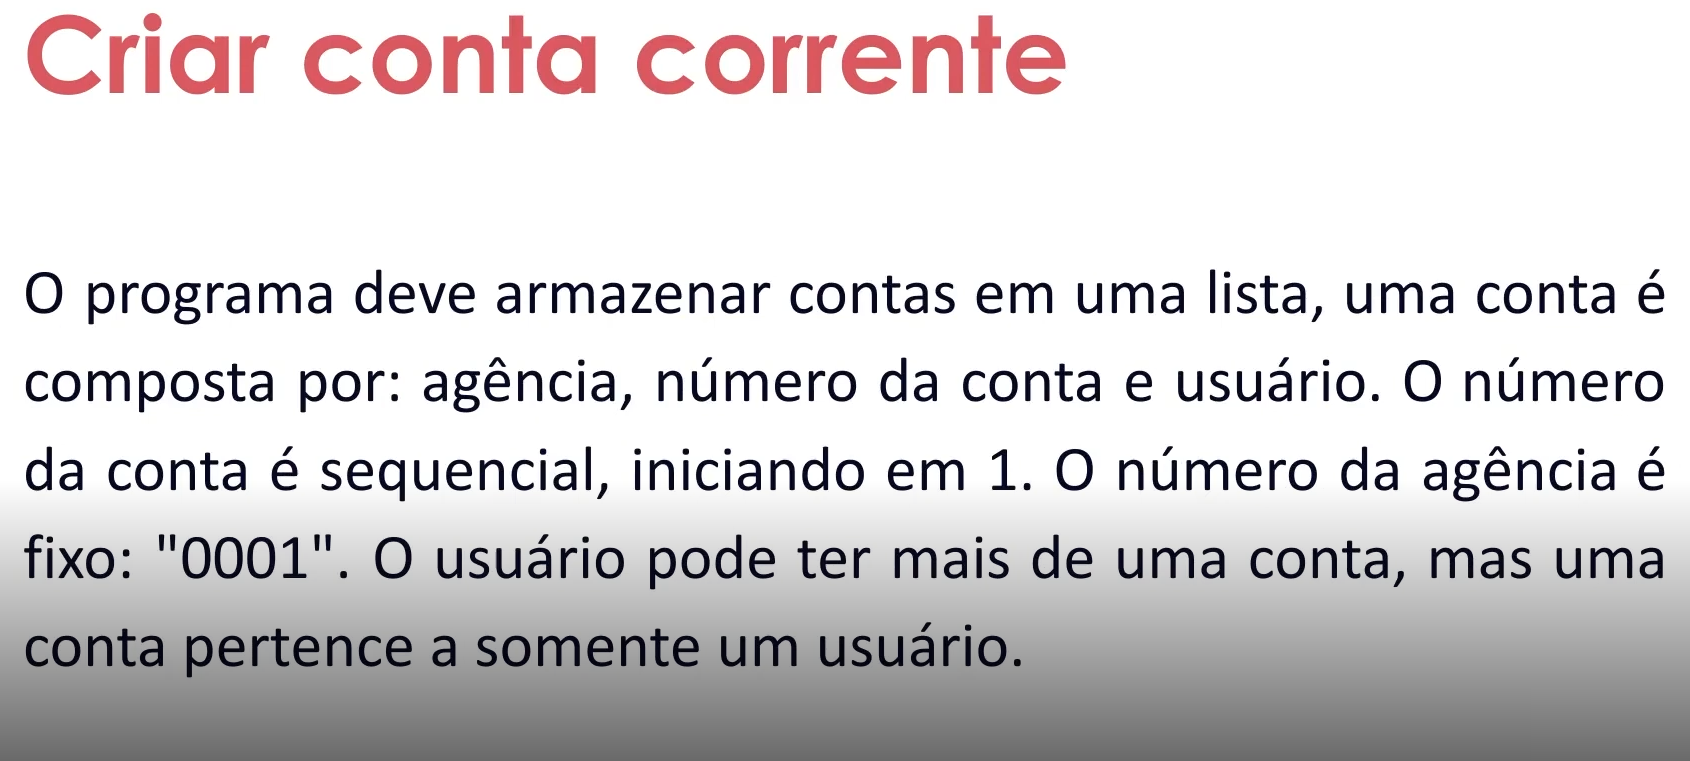 Criar conta corrente
O programa deve armazenar contas em uma lista, uma conta é
composta por: agência, número da conta e usuário. O número
da conta é sequencial, iniciando em 1. O número da agência é
fixo: "0001". O usuário pode ter mais de uma conta, mas uma
conta pertence a somente um usuário.